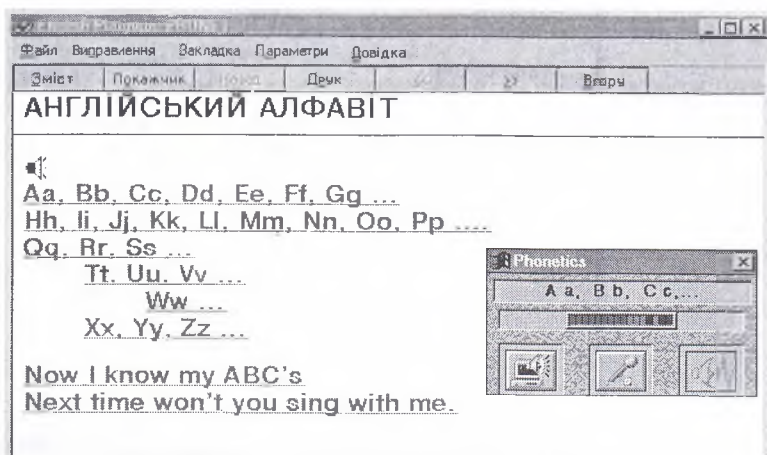 Файл Виправлення Закладка Параметри Довідка
Зміст Покажчик Друк << >> Вгору
АНГЛІЙСЬКИЙ АЛФАВІТ
Aa, Bb, Cc, Dd, Ee, Ff, Gg ...
Hh, Ii, Jj, Kk, Ll, Mm, Nn, Oo, Pp ....
Qq, Rr, Ss ...
Tt, Uu, Vv ...
Ww ...
Xx, Yy, Zz ...
Phonetics
A a, B b, C c,...
Now I know my ABC's
Next time won't you sing with me.